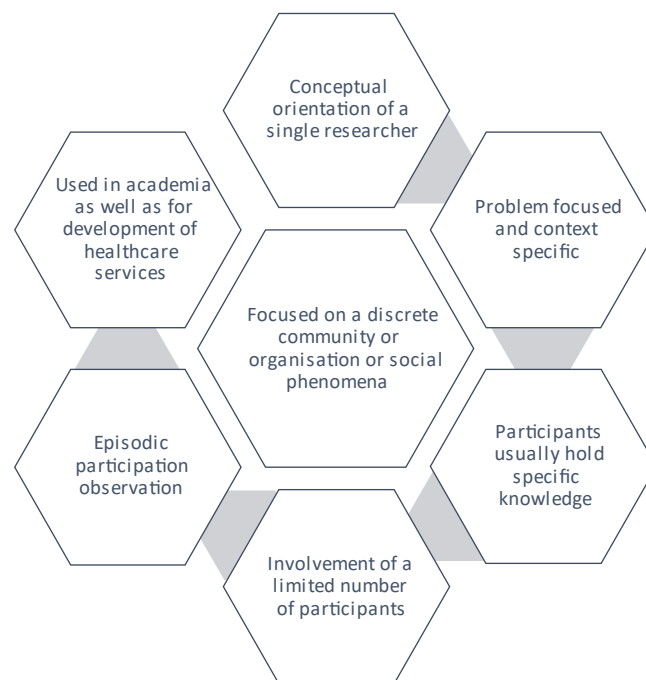 Conceptual
orientation of a
single researcher
Problem focused
and context
specific
Participants
usually hold
specific
knowledge
Involvement of a
limited number
of participants
Episodic
participation
observation
Used in academia
as well as for
development of
healthcare
services
Focused on a discrete
community or
organisation or social
phenomena